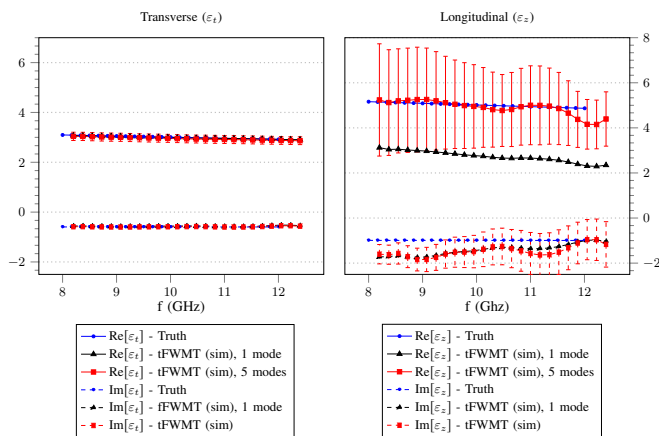 Transverse (εt)
Longitudinal (εz)
6
4
2
0
−2
8
6
4
2
0
−2
8
9
10
11
12
8
9
10
11
12
f (GHz)
f (Ghz)
Re[εt] - Truth
Re[εt] - tFWMT (sim), 1 mode
Re[εt] - tFWMT (sim), 5 modes
Im[εt] - Truth
Im[εt] - fFWMT (sim), 1 mode
Im[εt] - tFWMT (sim)
Re[εz] - Truth
Re[εz] - tFWMT (sim), 1 mode
Re[εz] - tFWMT (sim), 5 modes
Im[εz] - Truth
Im[εz] - tFWMT (sim), 1 mode
Im[εz] - tFWMT (sim)